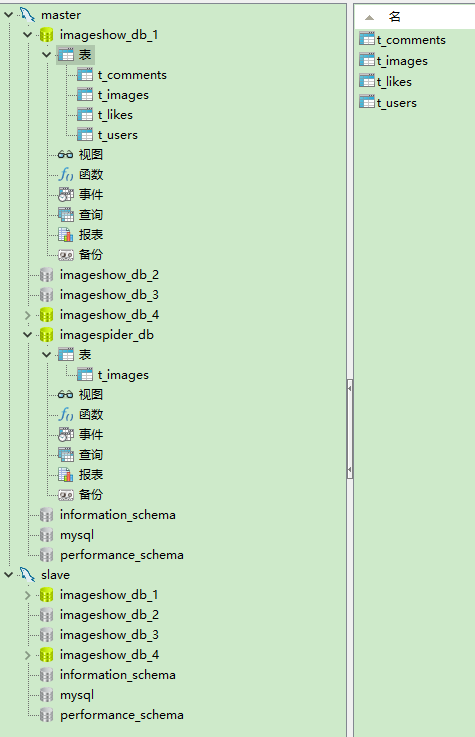 master
imageshow_db_1
表
t_comments
t_images
t_likes
t_users
视图
函数
事件
查询
报表
备份
imageshow_db_2
imageshow_db_3
imageshow_db_4
imagespider_db
表
t_images
视图
函数
事件
查询
报表
备份
information_schema
mysql
performance_schema
slave
imageshow_db_1
imageshow_db_2
imageshow_db_3
imageshow_db_4
information_schema
mysql
performance_schema
名
t_comments
t_images
t_likes
t_users